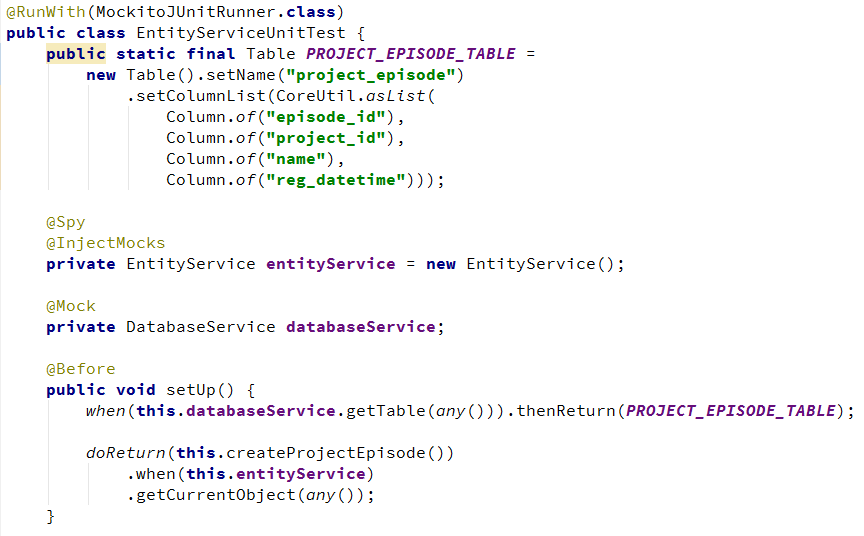 @RunWith(MockitoJUnitRunner.class)
public class EntityServiceUnitTest {
    public static final Table PROJECT_EPISODE_TABLE =
        new Table().setName("project_episode")
            .setColumnList(CoreUtil.asList(
                Column.of("episode_id"),
                Column.of("project_id"),
                Column.of("name"),
                Column.of("reg_datetime")));

    @Spy
    @InjectMocks
    private EntityService entityService = new EntityService();

    @Mock
    private DatabaseService databaseService;

    @Before
    public void setUp() {
        when(this.databaseService.getTable(any())).thenReturn(PROJECT_EPISODE_TABLE);

        doReturn(this.createProjectEpisode())
            .when(this.entityService)
            .getCurrentObject(any());
    }